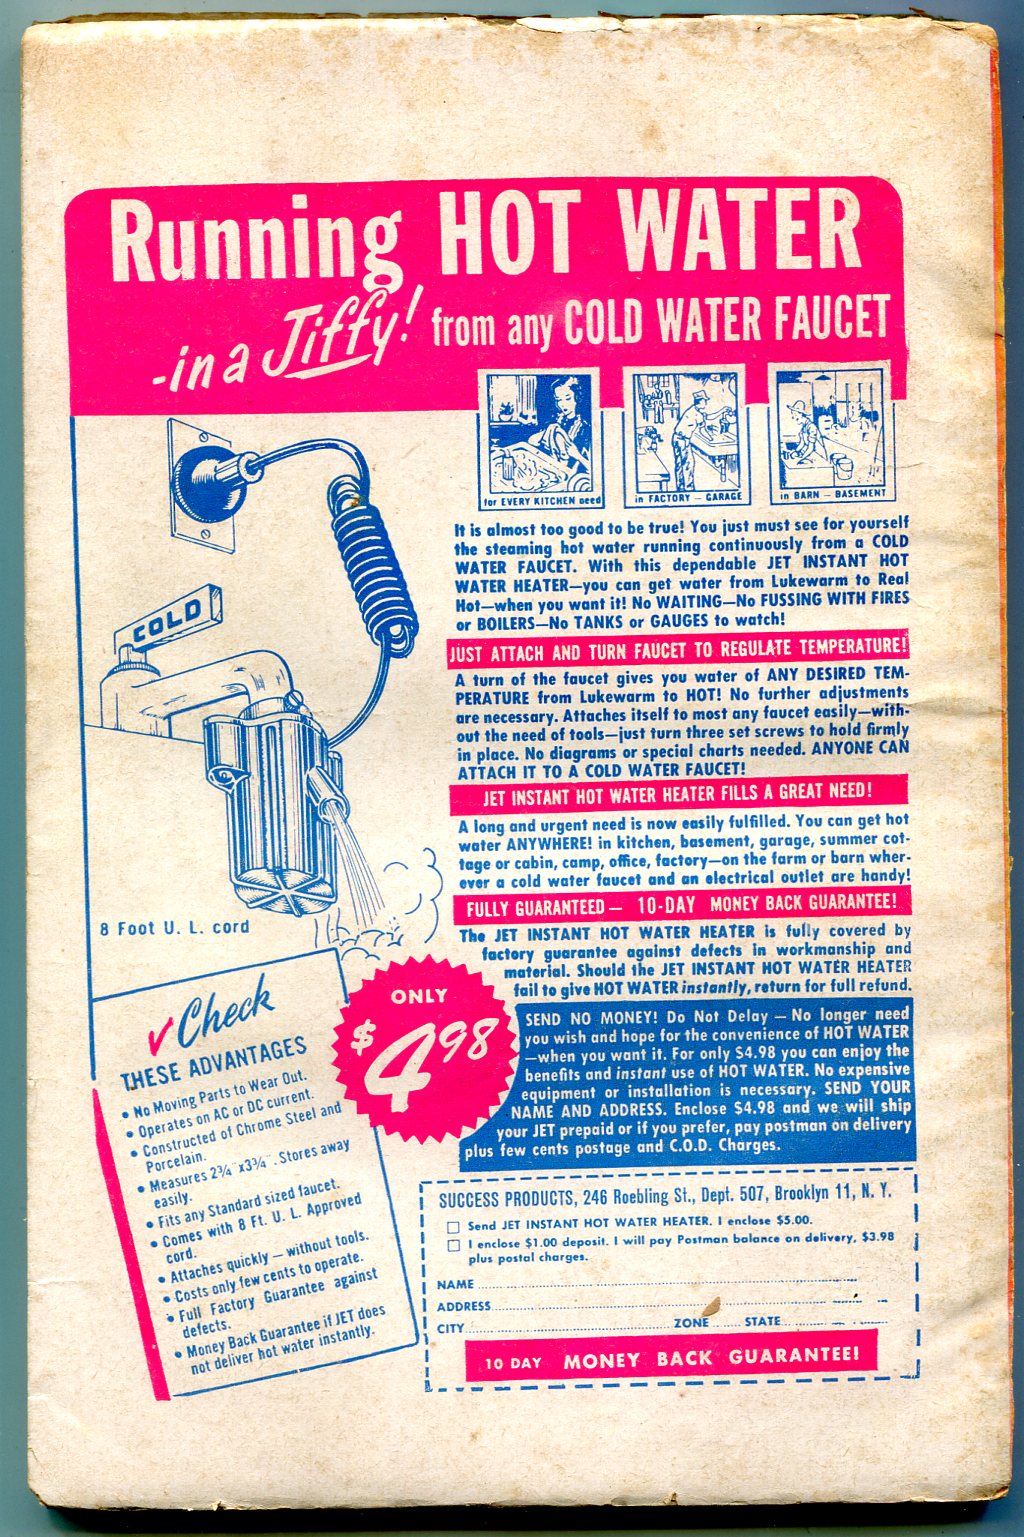 Running HOT WATER
-in a Jiffy! from any COLD WATER FAUCET
for EVERY KITCHEN need
in FACTORY — GARAGE
in BARN — BASEMENT
COLD
8 Foot U. L. cord
It is almost too good to be true! You just must see for yourself
the steaming hot water running continuously from a COLD
WATER FAUCET. With this dependable JET INSTANT HOT
WATER HEATER—you can get water from Lukewarm to Real
Hot—when you want it! No WAITING—No FUSSING WITH FIRES
or BOILERS—No TANKS or GAUGES to watch!
JUST ATTACH AND TURN FAUCET TO REGULATE TEMPERATURE!
A turn of the faucet gives you water of ANY DESIRED TEM-
PERATURE from Lukewarm to HOT! No further adjustments
are necessary. Attaches itself to most any faucet easily—with-
out the need of tools—just turn three set screws to hold firmly
in place. No diagrams or special charts needed. ANYONE CAN
ATTACH IT TO A COLD WATER FAUCET!
JET INSTANT HOT WATER HEATER FILLS A GREAT NEED!
A long and urgent need is now easily fulfilled. You can get hot
water ANYWHERE! in kitchen, basement, garage, summer cot-
tage or cabin, camp, office, factory—on the farm or barn wher-
ever a cold water faucet and an electrical outlet are handy!
FULLY GUARANTEED — 10-DAY MONEY BACK GUARANTEE!
The JET INSTANT HOT WATER HEATER is fully covered by
factory guarantee against defects in workmanship and
material. Should the JET INSTANT HOT WATER HEATER
fail to give HOT WATER instantly, return for full refund.
ONLY
$4.98
SEND NO MONEY! Do Not Delay — No longer need
you wish and hope for the convenience of HOT WATER
—when you want it. For only $4.98 you can enjoy the
benefits and instant use of HOT WATER. No expensive
equipment or installation is necessary. SEND YOUR
NAME AND ADDRESS. Enclose $4.98 and we will ship
your JET prepaid or if you prefer, pay postman on delivery
plus few cents postage and C.O.D. Charges.
✓Check
THESE ADVANTAGES
• No Moving Parts to Wear Out.
• Operates on AC or DC current.
• Constructed of Chrome Steel and
Porcelain.
• Measures 2¾" x3¾". Stores away
easily.
• Fits any Standard sized faucet.
• Comes with 8 Ft. U. L. Approved
cord.
• Attaches quickly — without tools.
• Costs only few cents to operate.
• Full Factory Guarantee against
defects.
• Money Back Guarantee if JET does
not deliver hot water instantly.
SUCCESS PRODUCTS, 246 Roebling St., Dept. 507, Brooklyn 11, N. Y.
☐ Send JET INSTANT HOT WATER HEATER. I enclose $5.00.
☐ I enclose $1.00 deposit. I will pay Postman balance on delivery, $3.98
plus postal charges.
NAME
ADDRESS
CITY ZONE STATE
10 DAY MONEY BACK GUARANTEE!